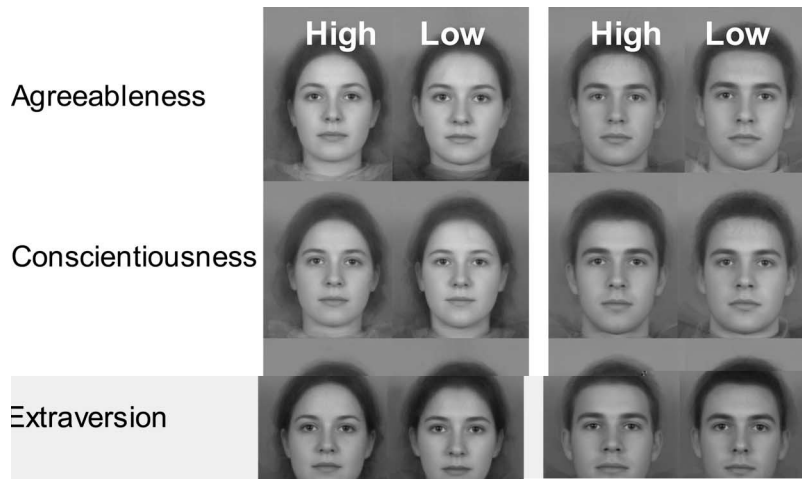 High Low High Low
Agreeableness
Conscientiousness
Extraversion